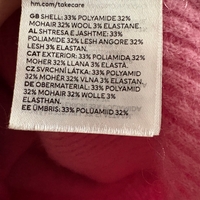 hm.com/takecare
GB SHELL: 33% POLYAMIDE 32%
MOHAIR 32% WOOL 3% ELASTANE.
AL SHTRESA E JASHTME: 33%
POLIAMIDE 32% LESH ANGORE 32%
LESH 3% ELASTAN.
CAT EXTERIOR: 33% POLIAMIDA, 32%
MOHER 32% LLANA 3% ELASTÀ.
CZ SVRCHNÍ LÁTKA: 33% POLYAMID
32% MOHÉR 32% VLNA 3% ELASTAN.
DE OBERMATERIAL: 33% POLYAMID
32% MOHAIR 32% WOLLE 3%
ELASTHAN.
EE ÜMBRIS: 33% POLÜAMIID 32%